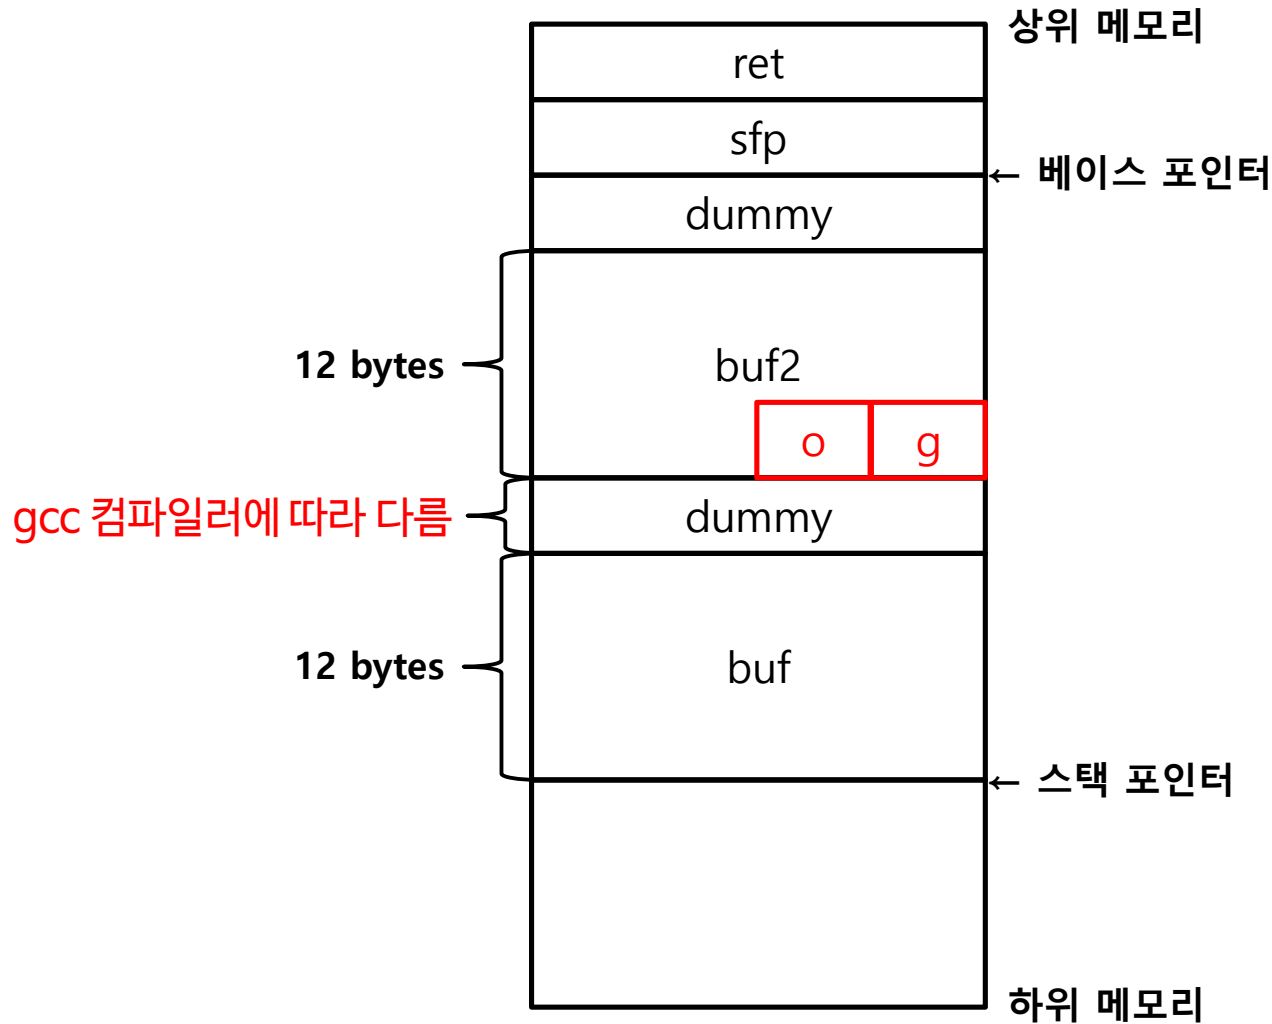 상위 메모리
ret
sfp
← 베이스 포인터
dummy
12 bytes
buf2
o g
gcc 컴파일러에 따라 다름
dummy
12 bytes
buf
← 스택 포인터
하위 메모리